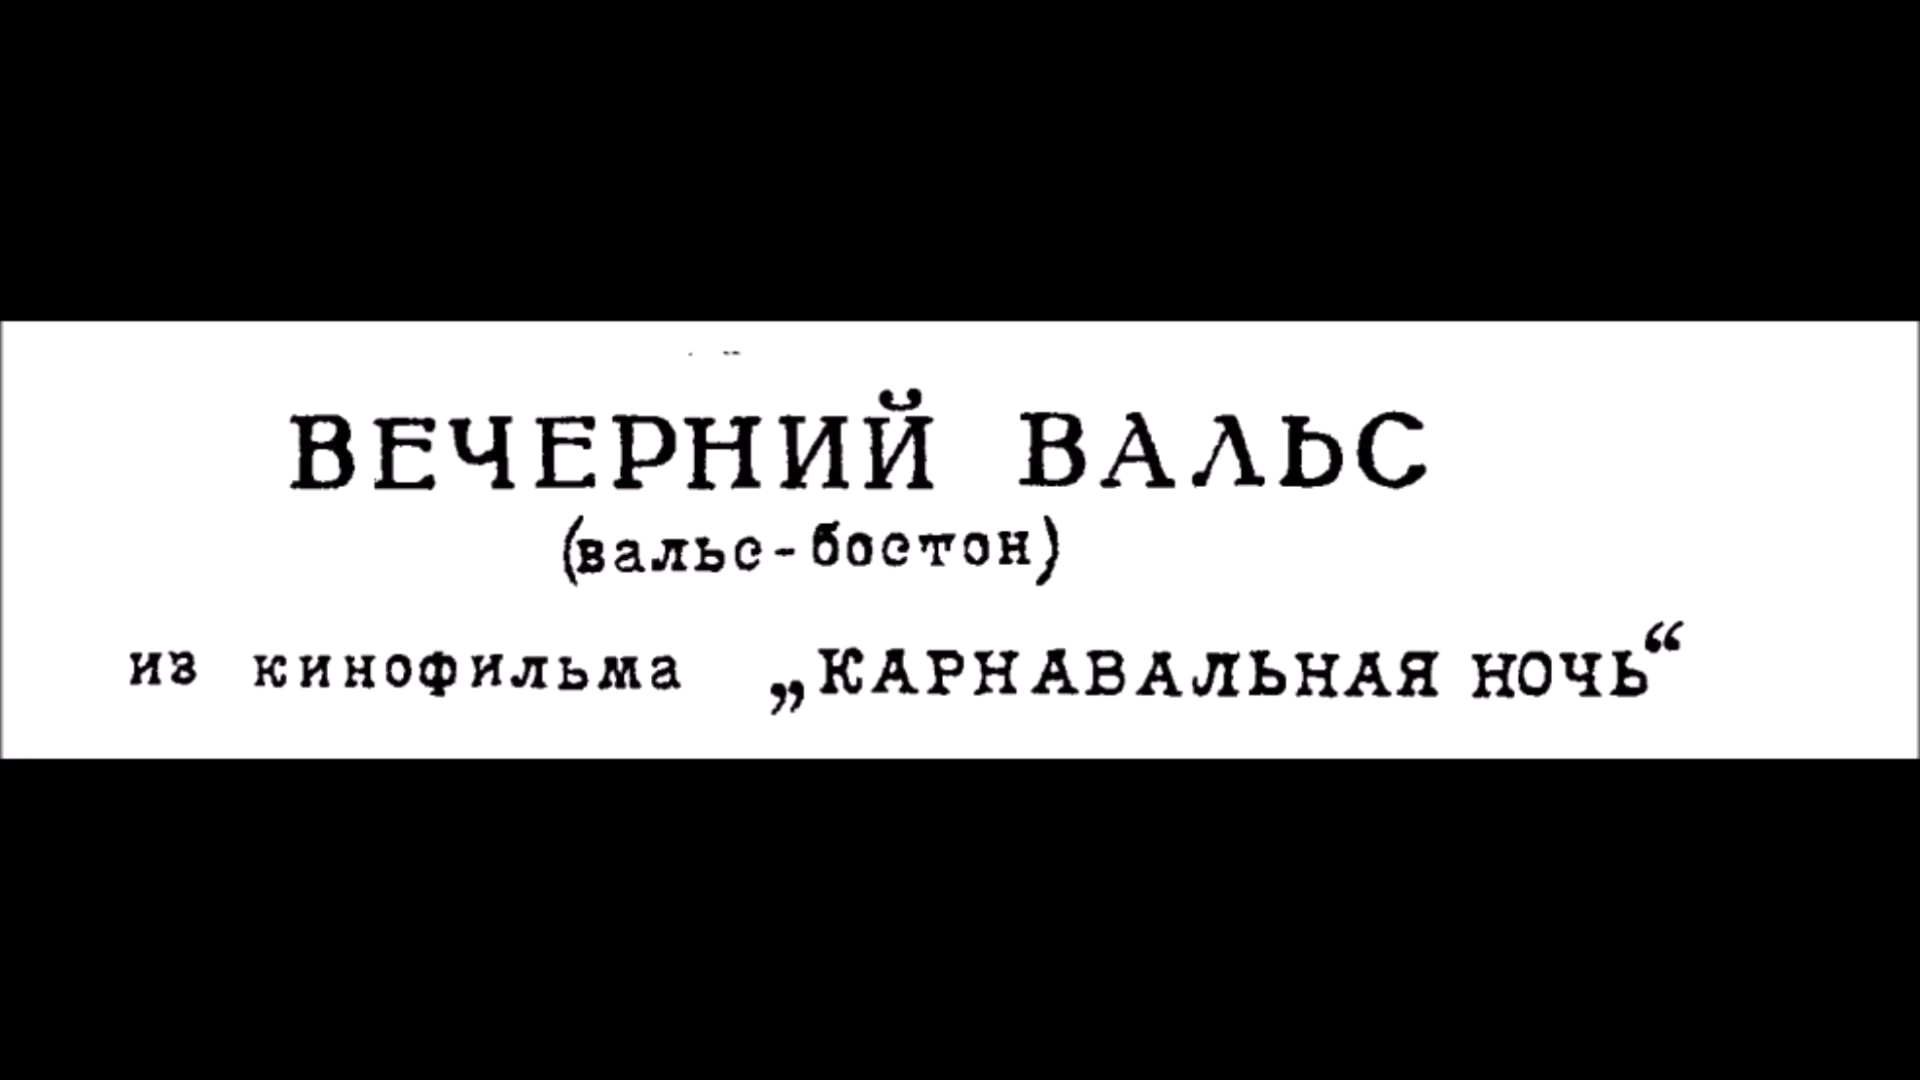 ВЕЧЕРНИЙ ВАЛЬС
(вальс-бостон)
из кинофильма „КАРНАВАЛЬНАЯ НОЧЬ“